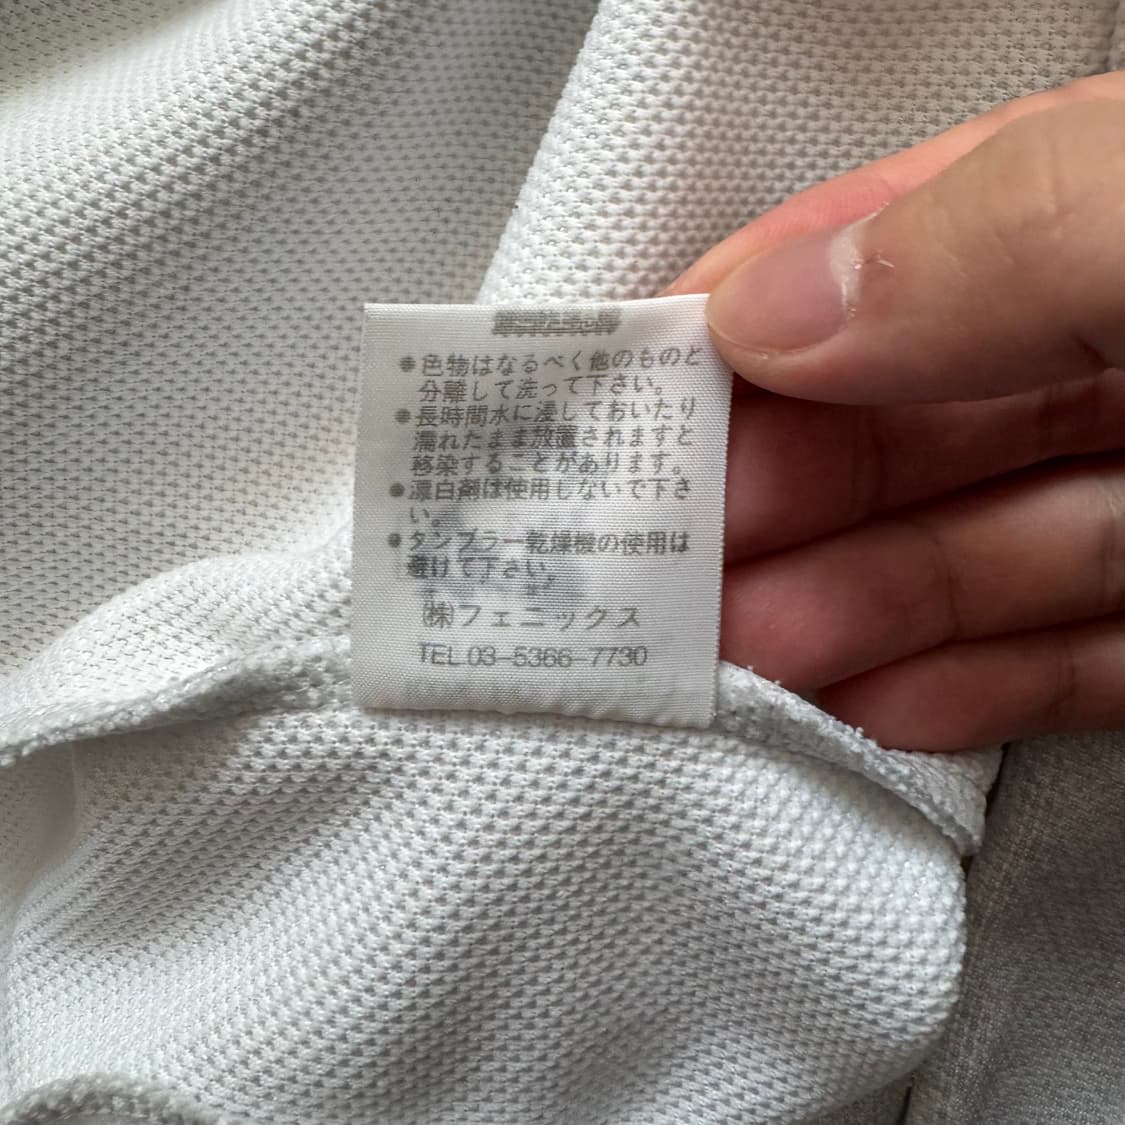 ●色物はなるべく他のものと
分離して洗って下さい。
●長時間水に浸しておいたり
濡れたまま放置されますと
移染することがあります。
●漂白剤は使用しないで下さ
い。
●タンブラー乾燥機の使用は
避けて下さい。
㈱フェニックス
TEL 03-5366-7730